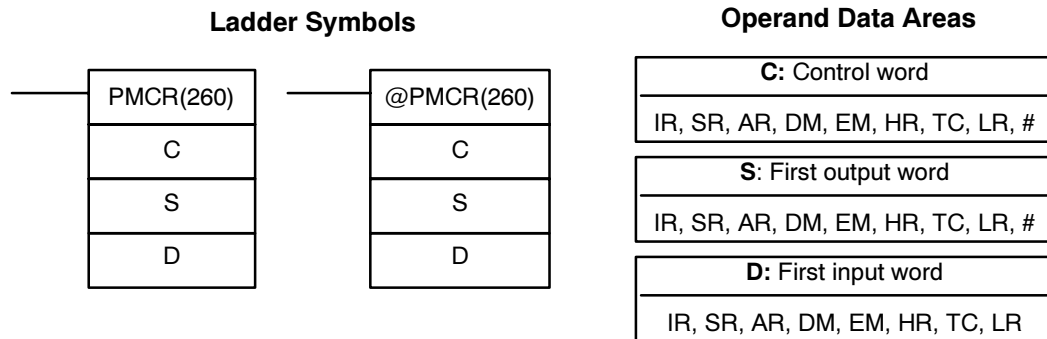 Ladder Symbols
PMCR(260)
C
S
D
@PMCR(260)
C
S
D
Operand Data Areas
C: Control word
IR, SR, AR, DM, EM, HR, TC, LR, #
S: First output word
IR, SR, AR, DM, EM, HR, TC, LR, #
D: First input word
IR, SR, AR, DM, EM, HR, TC, LR